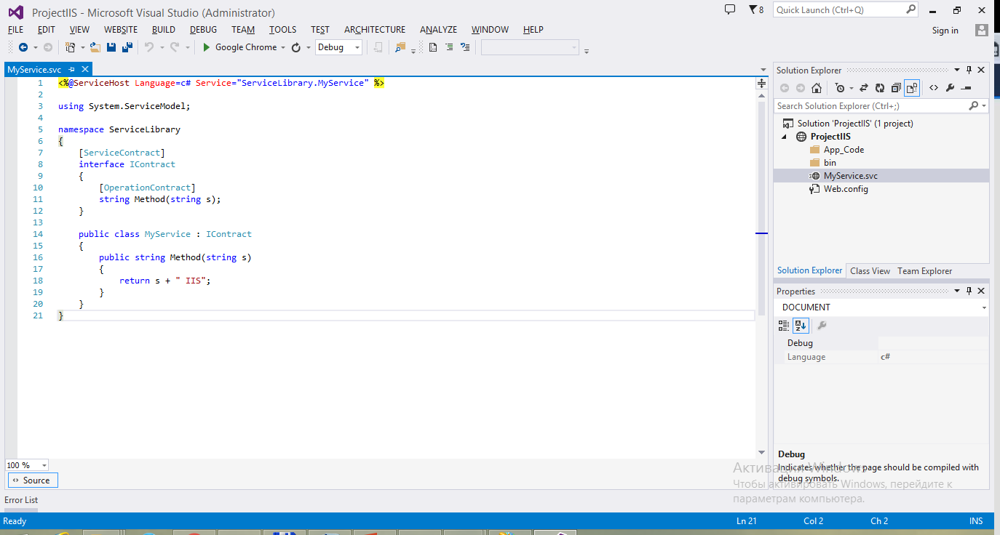 ProjectIIS - Microsoft Visual Studio (Administrator)
8
Quick Launch (Ctrl+Q)
FILE EDIT VIEW WEBSITE BUILD DEBUG TEAM TOOLS TEST ARCHITECTURE ANALYZE WINDOW HELP
Sign in
Google Chrome
Debug
MyService.svc
1 <%@ServiceHost Language=c# Service="ServiceLibrary.MyService" %>
2
3 using System.ServiceModel;
4
5 namespace ServiceLibrary
6 {
7 [ServiceContract]
8 interface IContract
9 {
10 [OperationContract]
11 string Method(string s);
12 }
13
14 public class MyService : IContract
15 {
16 public string Method(string s)
17 {
18 return s + " IIS";
19 }
20 }
21 }
100 %
Source
Solution Explorer
Search Solution Explorer (Ctrl+;)
Solution 'ProjectIIS' (1 project)
ProjectIIS
App_Code
bin
MyService.svc
Web.config
Solution Explorer Class View Team Explorer
Properties
DOCUMENT
Debug
Language c#
Debug
Indicates whether the page should be compiled with
debug symbols.
Активация Windows
Чтобы активировать Windows, перейдите к
параметрам компьютера.
Error List
Ready
Ln 21 Col 2 Ch 2 INS